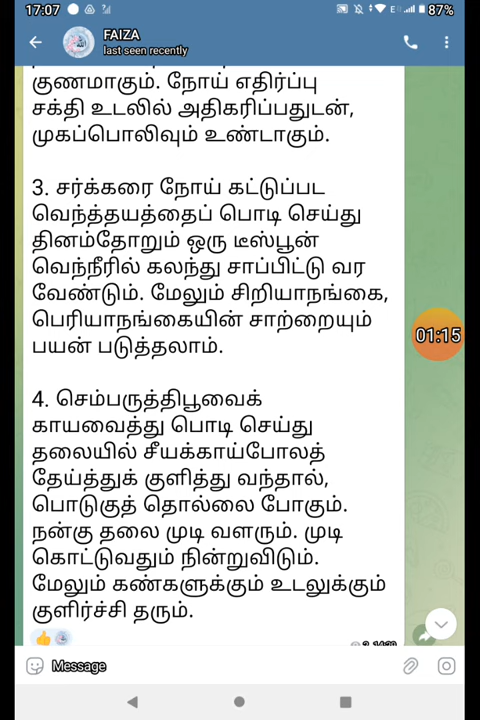 17:07
87%
FAIZA
last seen recently
குணமாகும். நோய் எதிர்ப்பு
சக்தி உடலில் அதிகரிப்பதுடன்,
முகப்பொலிவும் உண்டாகும்.
3. சர்க்கரை நோய் கட்டுப்பட
வெந்த்தயத்தைப் பொடி செய்து
தினம்தோறும் ஒரு டீஸ்பூன்
வெந்நீரில் கலந்து சாப்பிட்டு வர
வேண்டும். மேலும் சிறியாநங்கை,
பெரியாநங்கையின் சாற்றையும்
பயன் படுத்தலாம்.
01:15
4. செம்பருத்திபூவைக்
காயவைத்து பொடி செய்து
தலையில் சீயக்காய்போலத்
தேய்த்துக் குளித்து வந்தால்,
பொடுகுத் தொல்லை போகும்.
நன்கு தலை முடி வளரும். முடி
கொட்டுவதும் நின்றுவிடும்.
மேலும் கண்களுக்கும் உடலுக்கும்
குளிர்ச்சி தரும்.
Message